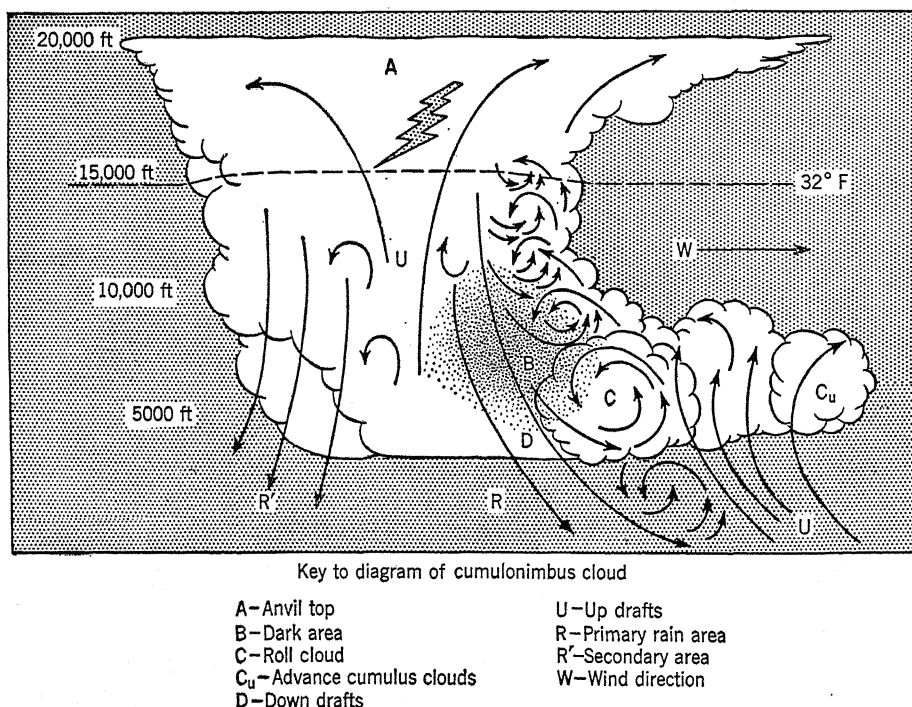 20,000 ft
A
15,000 ft
32° F
W
U
10,000 ft
B
C
Cu
5000 ft
D
R'
R
U
Key to diagram of cumulonimbus cloud
A–Anvil top
B–Dark area
C–Roll cloud
Cu–Advance cumulus clouds
D–Down drafts
U–Up drafts
R–Primary rain area
R'–Secondary area
W–Wind direction